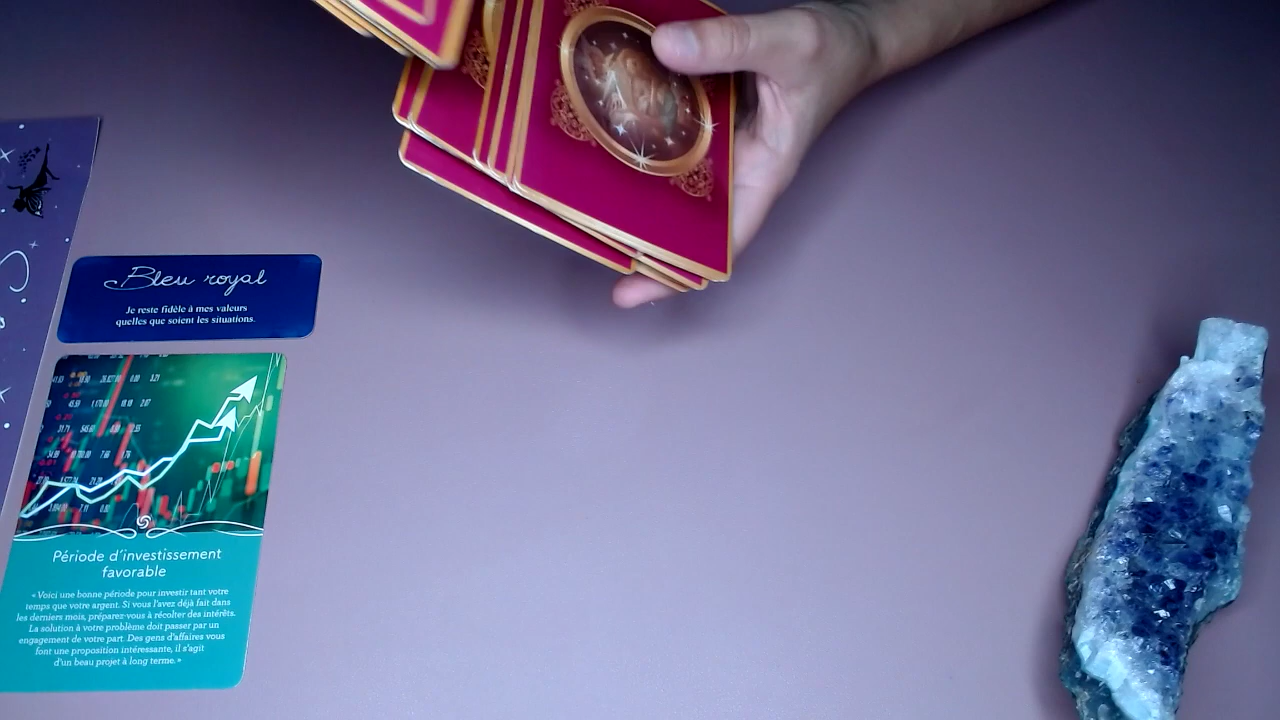 Bleu royal
Je reste fidèle à mes valeurs
quelles que soient les situations.
Période d'investissement
favorable
« Voici une bonne période pour investir tant votre
temps que votre argent. Si vous l'avez déjà fait dans
les derniers mois, préparez-vous à récolter des intérêts.
La solution à votre problème doit passer par un
engagement de votre part. Des gens d'affaires vous
font une proposition intéressante, il s'agit
d'un beau projet à long terme. »